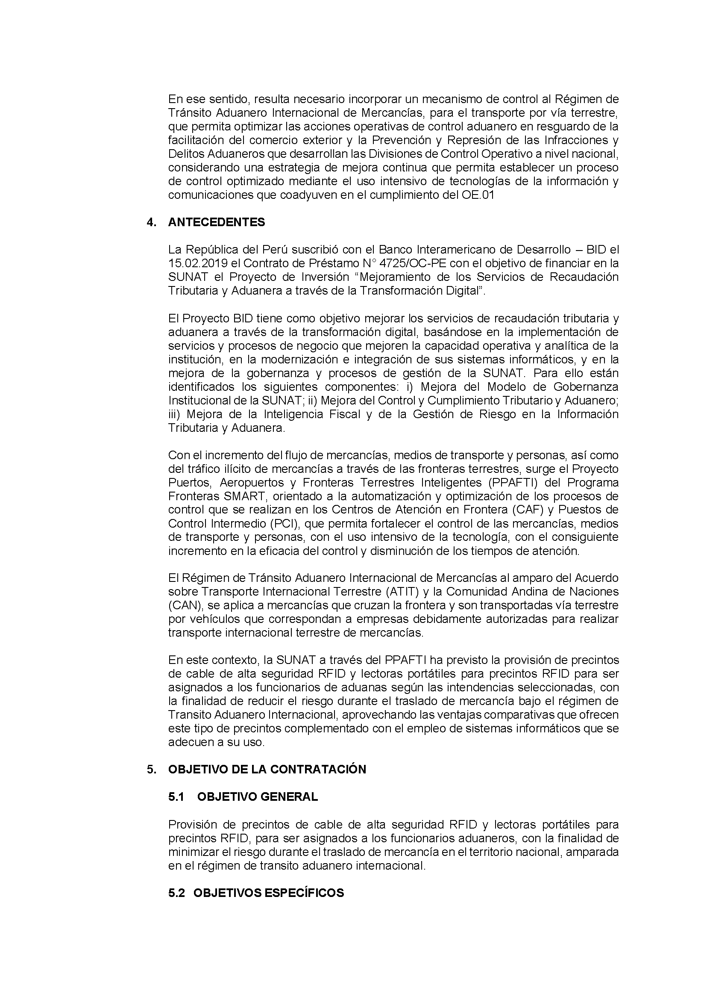 En ese sentido, resulta necesario incorporar un mecanismo de control al Régimen de
Tránsito Aduanero Internacional de Mercancías, para el transporte por vía terrestre,
que permita optimizar las acciones operativas de control aduanero en resguardo de la
facilitación del comercio exterior y la Prevención y Represión de las Infracciones y
Delitos Aduaneros que desarrollan las Divisiones de Control Operativo a nivel nacional,
considerando una estrategia de mejora continua que permita establecer un proceso
de control optimizado mediante el uso intensivo de tecnologías de la información y
comunicaciones que coadyuven en el cumplimiento del OE.01
4. ANTECEDENTES
La República del Perú suscribió con el Banco Interamericano de Desarrollo – BID el
15.02.2019 el Contrato de Préstamo N° 4725/OC-PE con el objetivo de financiar en la
SUNAT el Proyecto de Inversión “Mejoramiento de los Servicios de Recaudación
Tributaria y Aduanera a través de la Transformación Digital”.
El Proyecto BID tiene como objetivo mejorar los servicios de recaudación tributaria y
aduanera a través de la transformación digital, basándose en la implementación de
servicios y procesos de negocio que mejoren la capacidad operativa y analítica de la
institución, en la modernización e integración de sus sistemas informáticos, y en la
mejora de la gobernanza y procesos de gestión de la SUNAT. Para ello están
identificados los siguientes componentes: i) Mejora del Modelo de Gobernanza
Institucional de la SUNAT; ii) Mejora del Control y Cumplimiento Tributario y Aduanero;
iii) Mejora de la Inteligencia Fiscal y de la Gestión de Riesgo en la Información
Tributaria y Aduanera.
Con el incremento del flujo de mercancías, medios de transporte y personas, así como
del tráfico ilícito de mercancías a través de las fronteras terrestres, surge el Proyecto
Puertos, Aeropuertos y Fronteras Terrestres Inteligentes (PPAFTI) del Programa
Fronteras SMART, orientado a la automatización y optimización de los procesos de
control que se realizan en los Centros de Atención en Frontera (CAF) y Puestos de
Control Intermedio (PCI), que permita fortalecer el control de las mercancías, medios
de transporte y personas, con el uso intensivo de la tecnología, con el consiguiente
incremento en la eficacia del control y disminución de los tiempos de atención.
El Régimen de Tránsito Aduanero Internacional de Mercancías al amparo del Acuerdo
sobre Transporte Internacional Terrestre (ATIT) y la Comunidad Andina de Naciones
(CAN), se aplica a mercancías que cruzan la frontera y son transportadas vía terrestre
por vehículos que correspondan a empresas debidamente autorizadas para realizar
transporte internacional terrestre de mercancías.
En este contexto, la SUNAT a través del PPAFTI ha previsto la provisión de precintos
de cable de alta seguridad RFID y lectoras portátiles para precintos RFID para ser
asignados a los funcionarios de aduanas según las intendencias seleccionadas, con
la finalidad de reducir el riesgo durante el traslado de mercancía bajo el régimen de
Transito Aduanero Internacional, aprovechando las ventajas comparativas que ofrecen
este tipo de precintos complementado con el empleo de sistemas informáticos que se
adecuen a su uso.
5. OBJETIVO DE LA CONTRATACIÓN
5.1 OBJETIVO GENERAL
Provisión de precintos de cable de alta seguridad RFID y lectoras portátiles para
precintos RFID, para ser asignados a los funcionarios aduaneros, con la finalidad de
minimizar el riesgo durante el traslado de mercancía en el territorio nacional, amparada
en el régimen de transito aduanero internacional.
5.2 OBJETIVOS ESPECÍFICOS